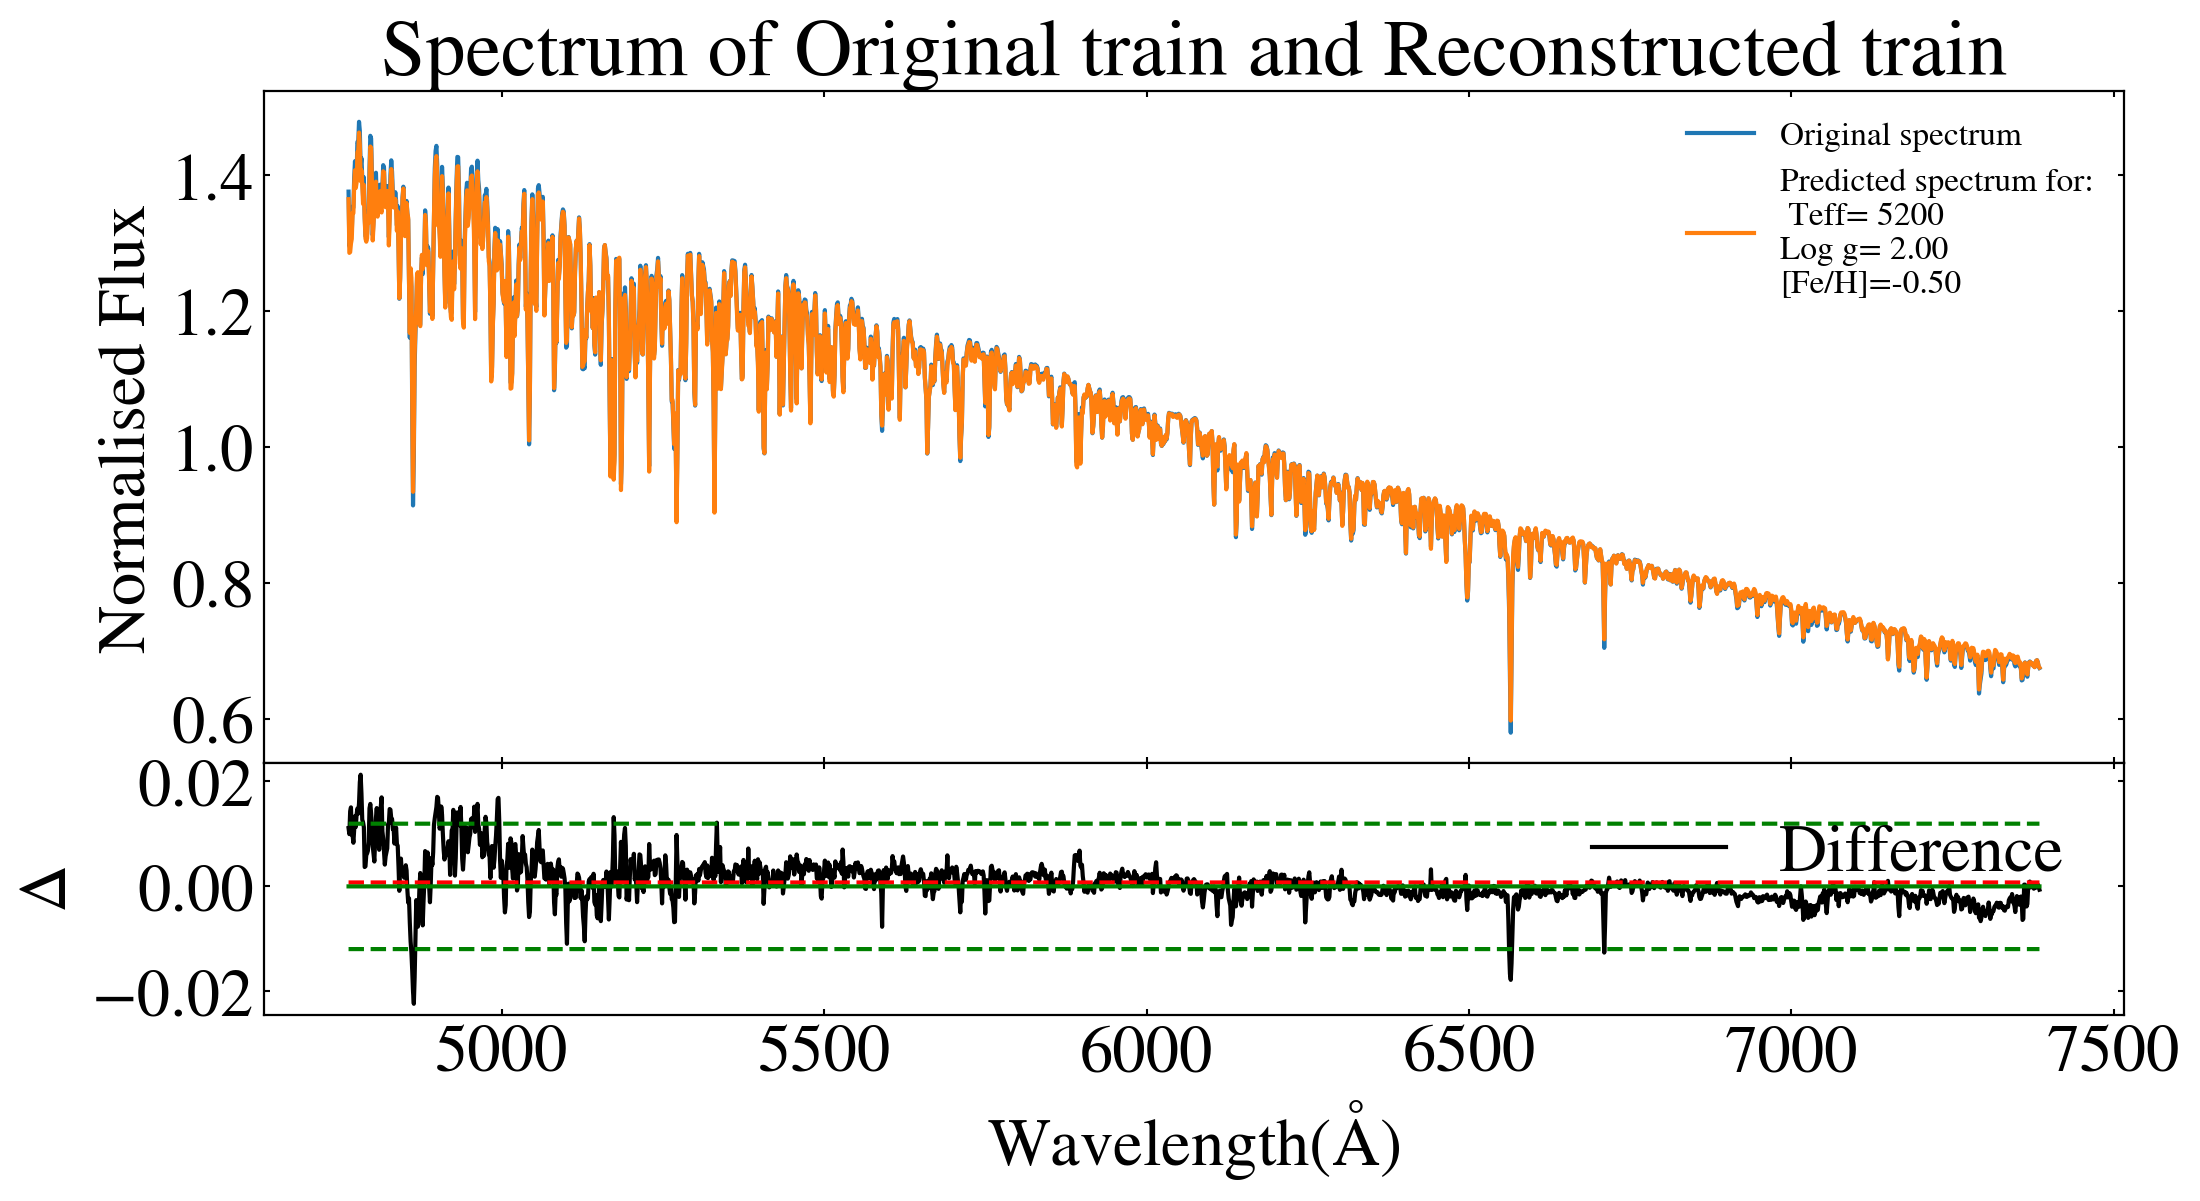 Spectrum of Original train and Reconstructed train
Original spectrum
Predicted spectrum for:
Teff= 5200
Log g= 2.00
[Fe/H]=-0.50
Normalised Flux
1.4
1.2
1.0
0.8
0.6
0.02
0.00
−0.02
Δ
Difference
5000
5500
6000
6500
7000
7500
Wavelength(Å)